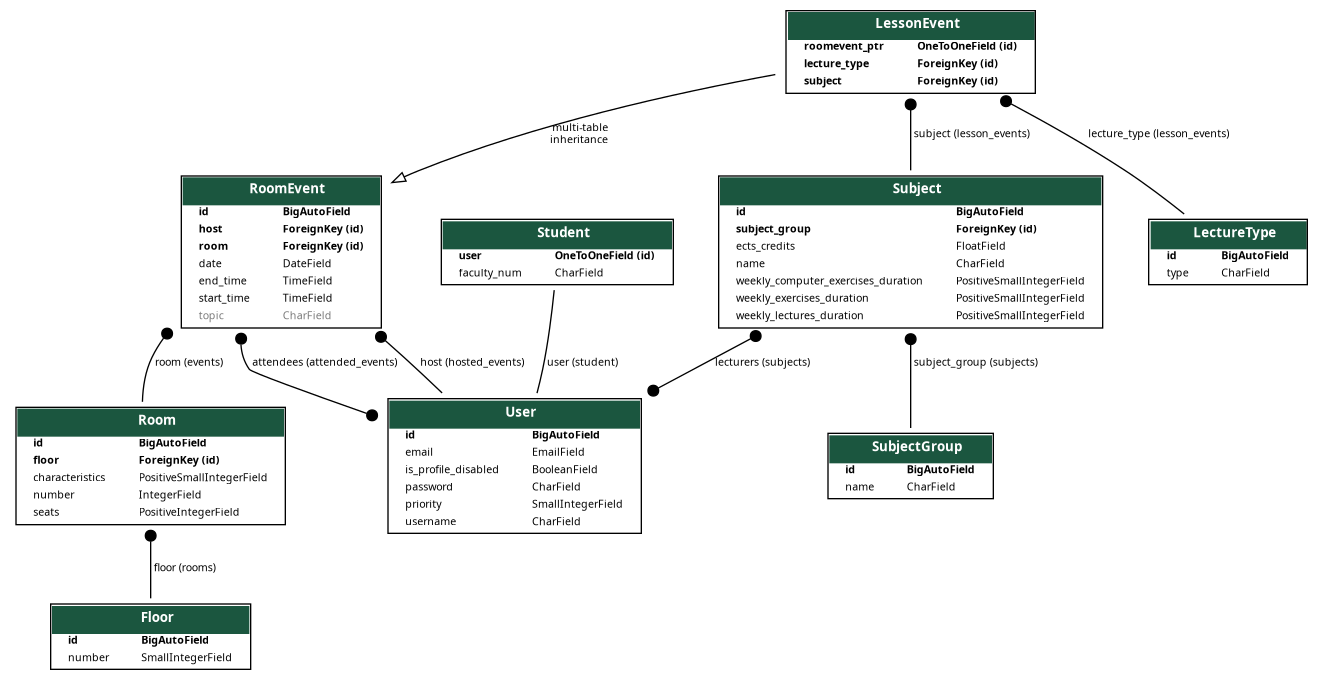 LessonEvent
roomevent_ptr OneToOneField (id)
lecture_type ForeignKey (id)
subject ForeignKey (id)
multi-table
inheritance
subject (lesson_events)
lecture_type (lesson_events)
RoomEvent
id BigAutoField
host ForeignKey (id)
room ForeignKey (id)
date DateField
end_time TimeField
start_time TimeField
topic CharField
Student
user OneToOneField (id)
faculty_num CharField
Subject
id BigAutoField
subject_group ForeignKey (id)
ects_credits FloatField
name CharField
weekly_computer_exercises_duration PositiveSmallIntegerField
weekly_exercises_duration PositiveSmallIntegerField
weekly_lectures_duration PositiveSmallIntegerField
LectureType
id BigAutoField
type CharField
room (events)
attendees (attended_events)
host (hosted_events)
user (student)
lecturers (subjects)
subject_group (subjects)
Room
id BigAutoField
floor ForeignKey (id)
characteristics PositiveSmallIntegerField
number IntegerField
seats PositiveIntegerField
User
id BigAutoField
email EmailField
is_profile_disabled BooleanField
password CharField
priority SmallIntegerField
username CharField
SubjectGroup
id BigAutoField
name CharField
floor (rooms)
Floor
id BigAutoField
number SmallIntegerField